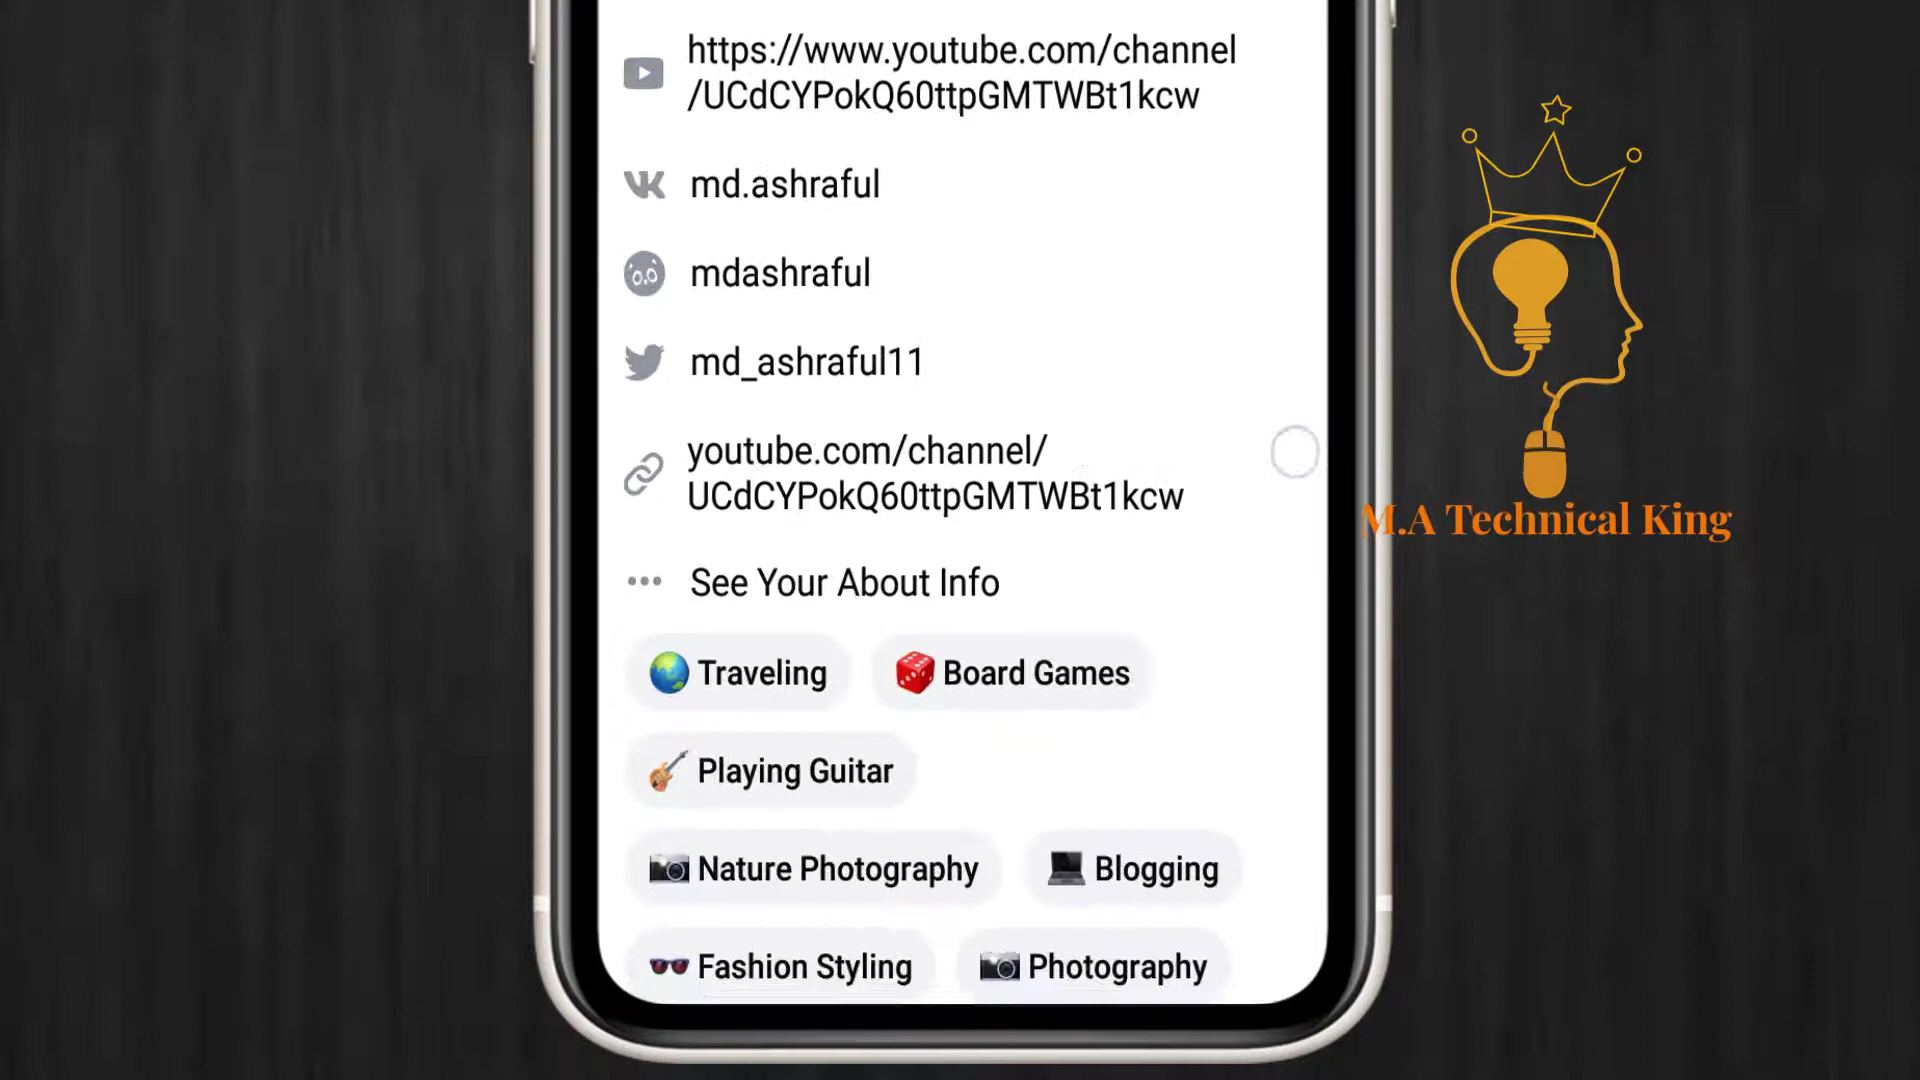 https://www.youtube.com/channel
/UCdCYPokQ60ttpGMTWBt1kcw
md.ashraful
mdashraful
md_ashraful11
youtube.com/channel/
UCdCYPokQ60ttpGMTWBt1kcw
See Your About Info
Traveling
Board Games
Playing Guitar
Nature Photography
Blogging
Fashion Styling
Photography
M.A Technical King